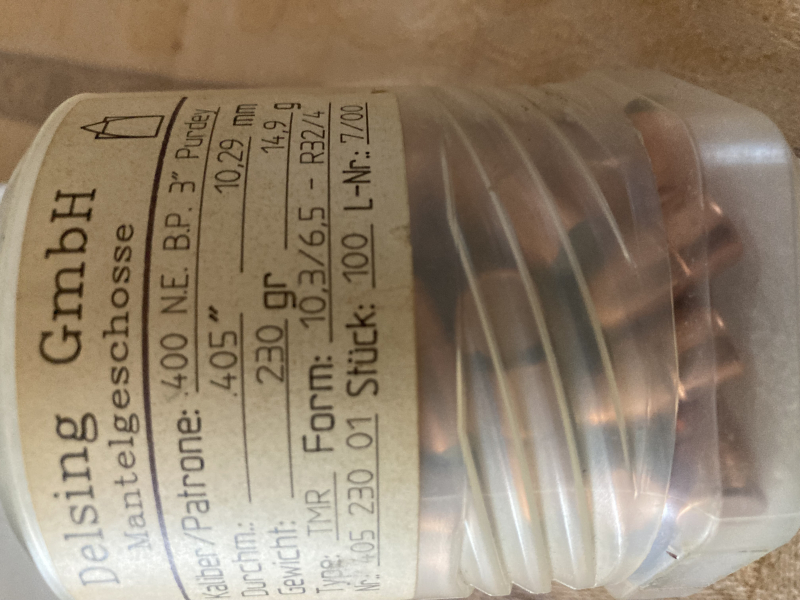 Delsing GmbH
Mantelgeschosse
Kaliber/Patrone: .400 N.E. B.P. 3" Purdey
Durchm.: .405" 10,29 mm
Gewicht: 230 gr 14,9 g
Type: TMR Form: 10,3/6,5 - R32/4
Nr. 405 230 01 Stück: 100 L-Nr.: 7/00